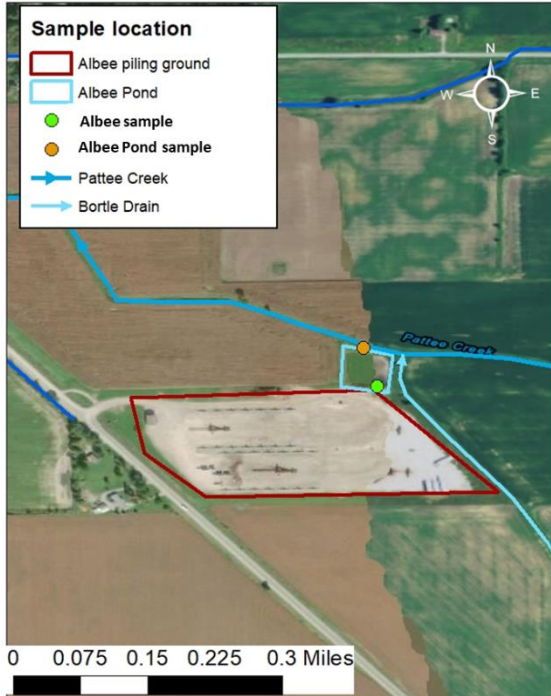 Sample location
Albee piling ground
Albee Pond
Albee sample
Albee Pond sample
Pattee Creek
Bortle Drain
N
W E
S
Pattee Creek
0 0.075 0.15 0.225 0.3 Miles